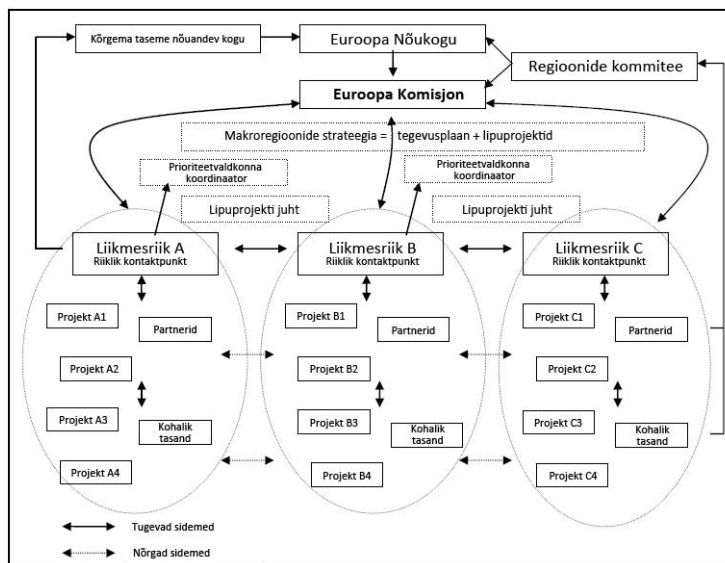 Kõrgema taseme nõuandev kogu
Euroopa Nõukogu
Regioonide kommitee
Euroopa Komisjon
Makroregioonide strateegia = tegevusplaan + lipuprojektid
Prioriteetvaldkonna
koordinaator
Prioriteetvaldkonna
koordinaator
Lipuprojekti juht
Lipuprojekti juht
Liikmesriik A
Riiklik kontaktpunkt
Liikmesriik B
Riiklik kontaktpunkt
Liikmesriik C
Riiklik kontaktpunkt
Projekt A1
Partnerid
Projekt A2
Projekt A3
Kohalik
tasand
Projekt A4
Projekt B1
Partnerid
Projekt B2
Projekt B3
Kohalik
tasand
Projekt B4
Projekt C1
Partnerid
Projekt C2
Projekt C3
Kohalik
tasand
Projekt C4
Tugevad sidemed
Nõrgad sidemed